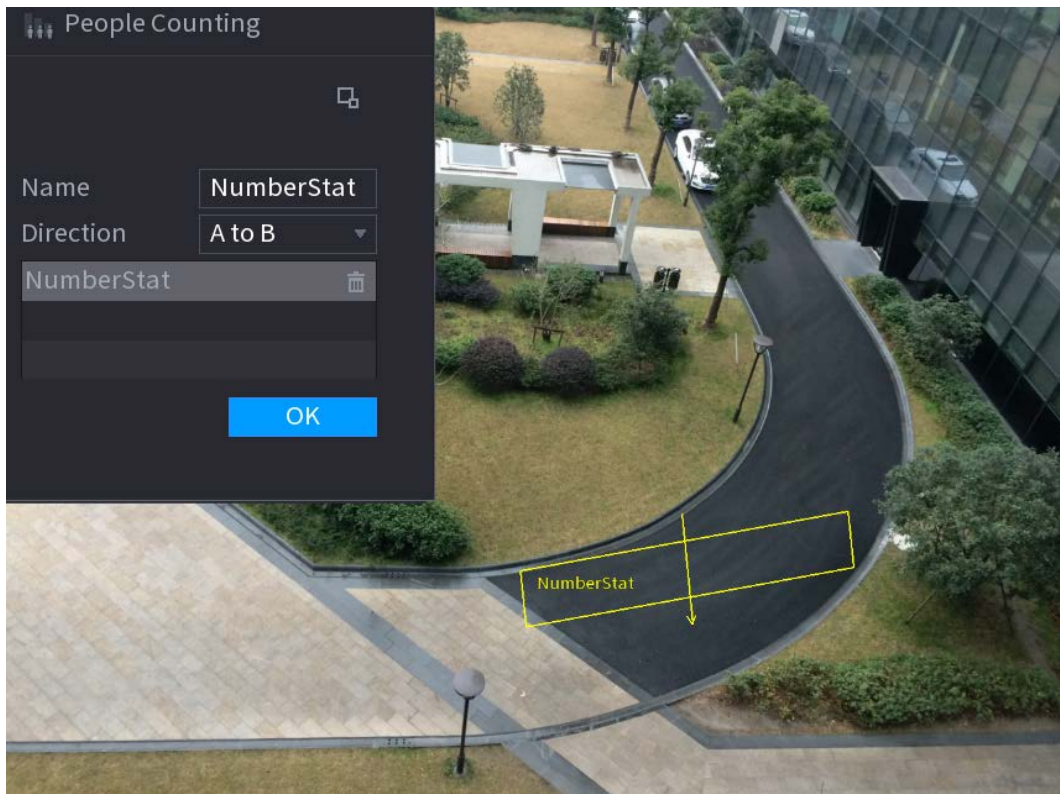 People Counting
Name NumberStat
Direction A to B
NumberStat
OK
NumberStat